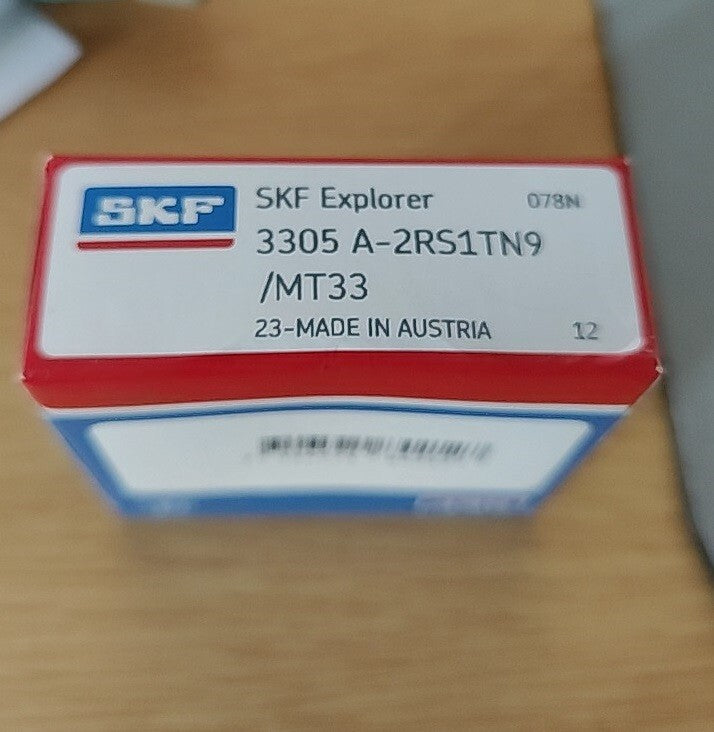 SKF
SKF Explorer
078N
3305 A-2RS1TN9
/MT33
23-MADE IN AUSTRIA
12